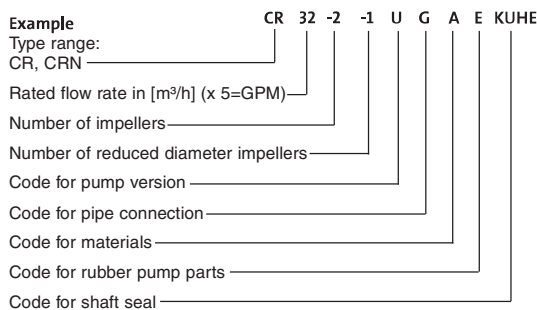 Example CR 32 -2 -1 U G A E KUHE
Type range:
CR, CRN
Rated flow rate in [m³/h] (x 5=GPM)
Number of impellers
Number of reduced diameter impellers
Code for pump version
Code for pipe connection
Code for materials
Code for rubber pump parts
Code for shaft seal